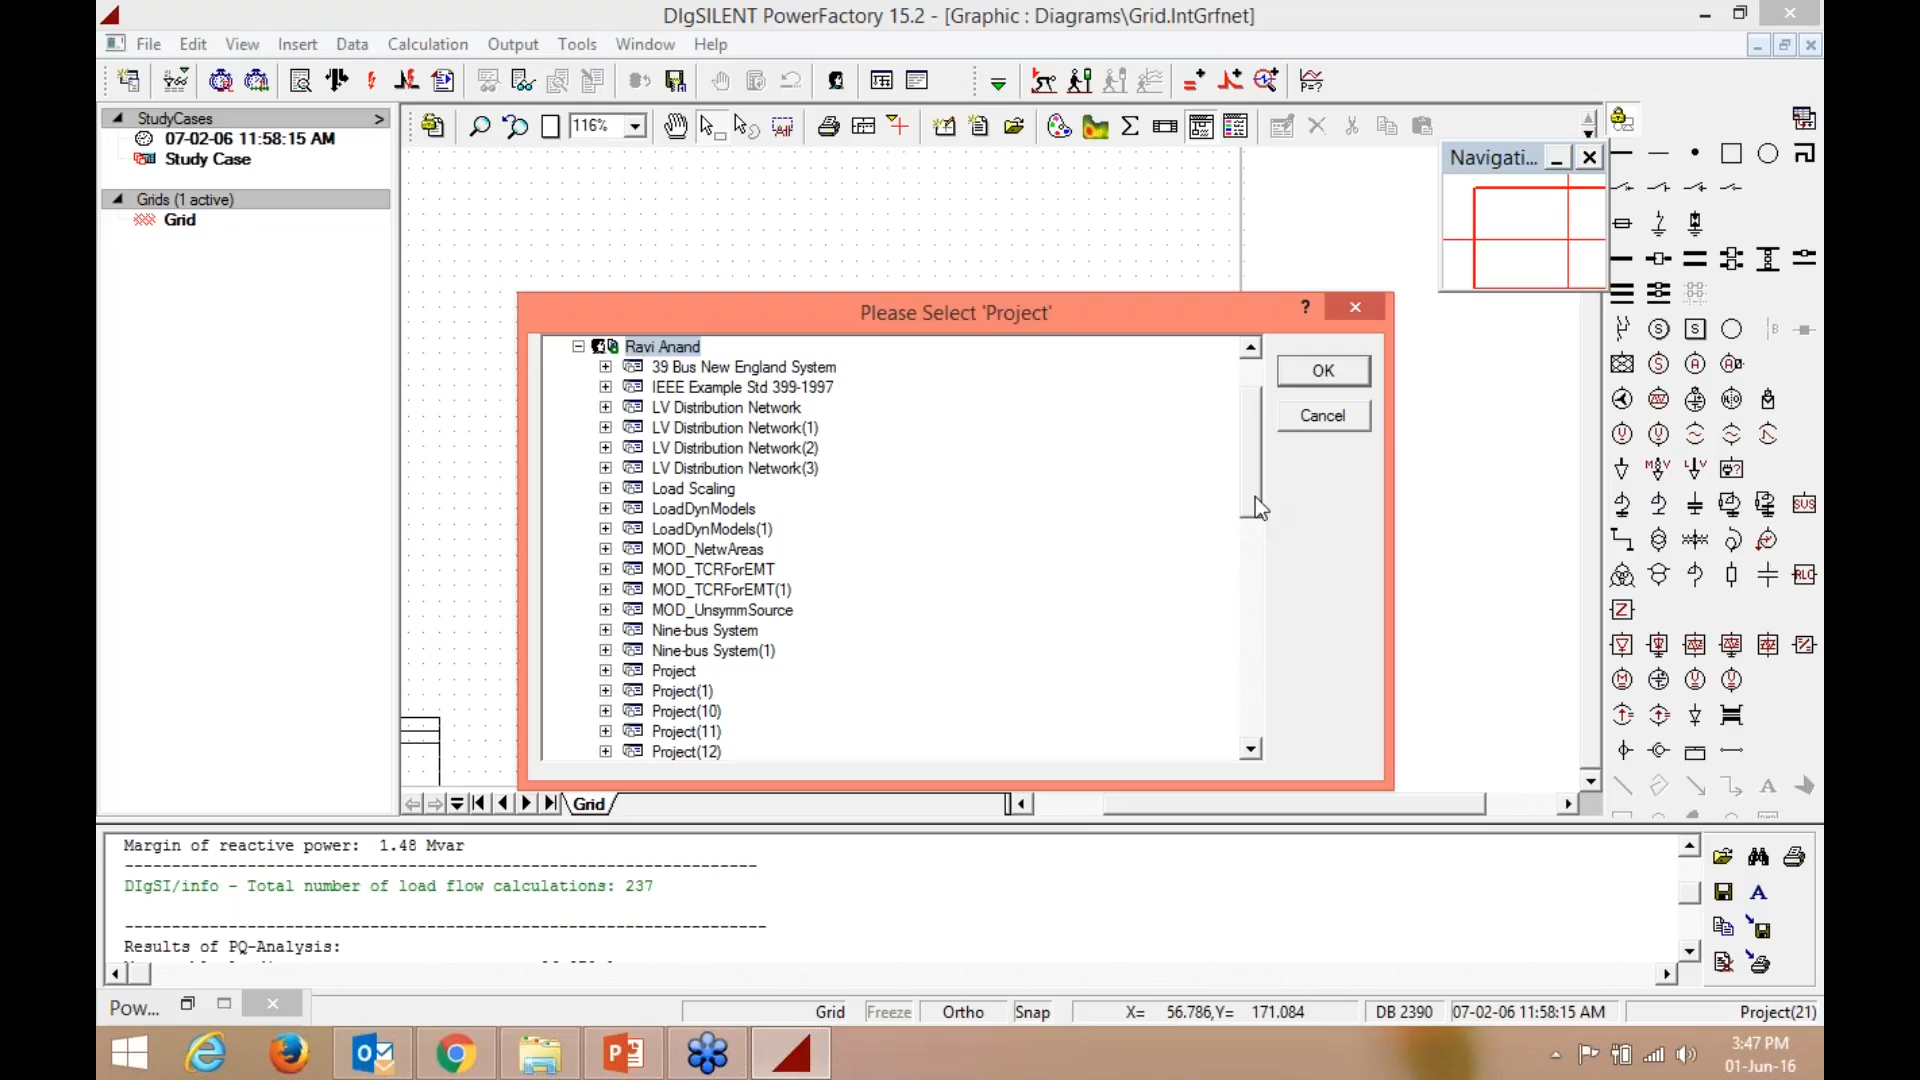 DIgSILENT PowerFactory 15.2 - [Graphic : Diagrams\Grid.IntGrfnet]
File Edit View Insert Data Calculation Output Tools Window Help
StudyCases >
07-02-06 11:58:15 AM
Study Case
Grids (1 active)
Grid
116%
Navigati...
Please Select 'Project'
?
Ravi Anand
39 Bus New England System
IEEE Example Std 399-1997
LV Distribution Network
LV Distribution Network(1)
LV Distribution Network(2)
LV Distribution Network(3)
Load Scaling
LoadDynModels
LoadDynModels(1)
MOD_NetwAreas
MOD_TCRForEMT
MOD_TCRForEMT(1)
MOD_UnsymmSource
Nine-bus System
Nine-bus System(1)
Project
Project(1)
Project(10)
Project(11)
Project(12)
OK
Cancel
Grid
Margin of reactive power: 1.48 Mvar
DIgSI/info - Total number of load flow calculations: 237
Results of PQ-Analysis:
Pow...
Grid Freeze Ortho Snap X= 56.786,Y= 171.084 DB 2390 07-02-06 11:58:15 AM Project(21)
3:47 PM
01-Jun-16